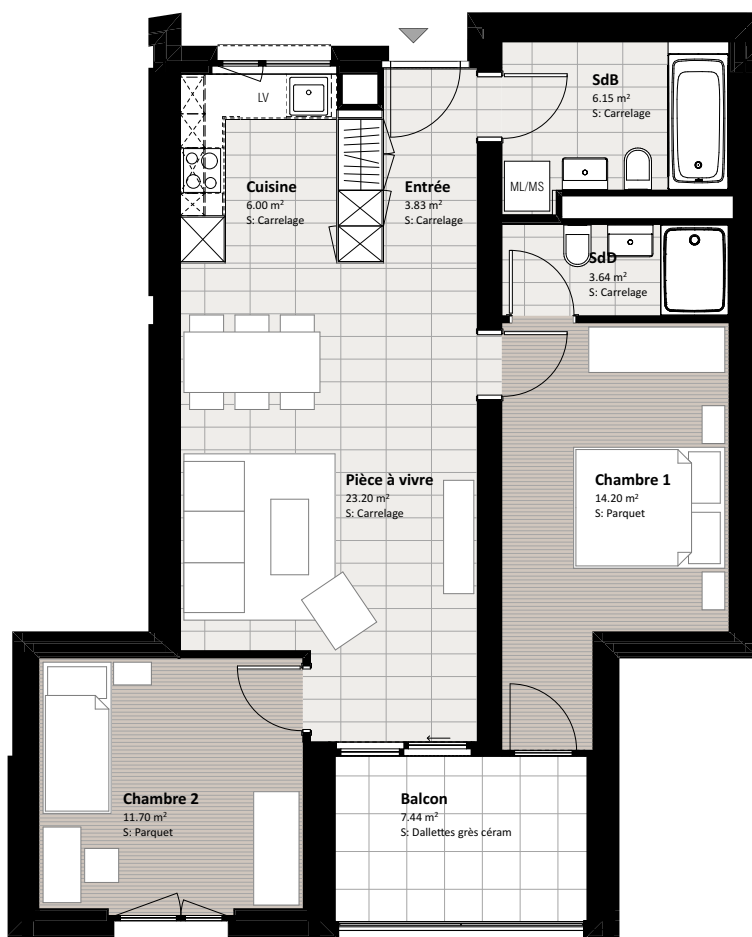 SdB
6.15 m²
S: Carrelage
LV
ML/MS
Cuisine
6.00 m²
S: Carrelage
Entrée
3.83 m²
S: Carrelage
SdD
3.64 m²
S: Carrelage
Pièce à vivre
23.20 m²
S: Carrelage
Chambre 1
14.20 m²
S: Parquet
Chambre 2
11.70 m²
S: Parquet
Balcon
7.44 m²
S: Dallettes grès céram